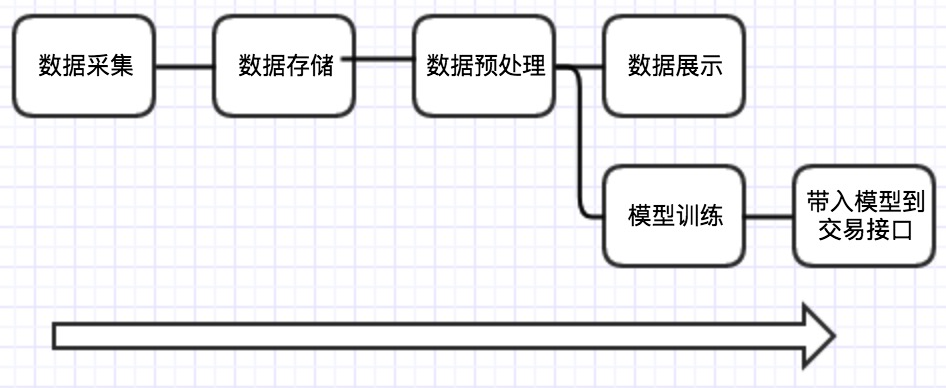 数据采集
数据存储
数据预处理
数据展示
模型训练
带入模型到
交易接口